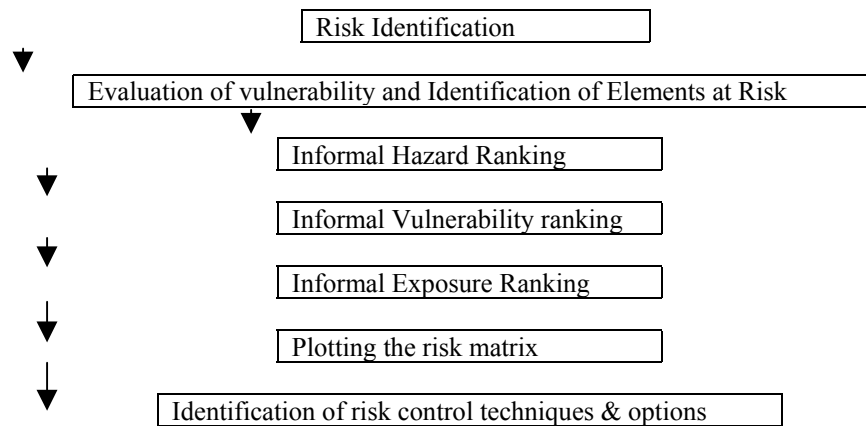 Risk Identification
Evaluation of vulnerability and Identification of Elements at Risk
Informal Hazard Ranking
Informal Vulnerability ranking
Informal Exposure Ranking
Plotting the risk matrix
Identification of risk control techniques & options